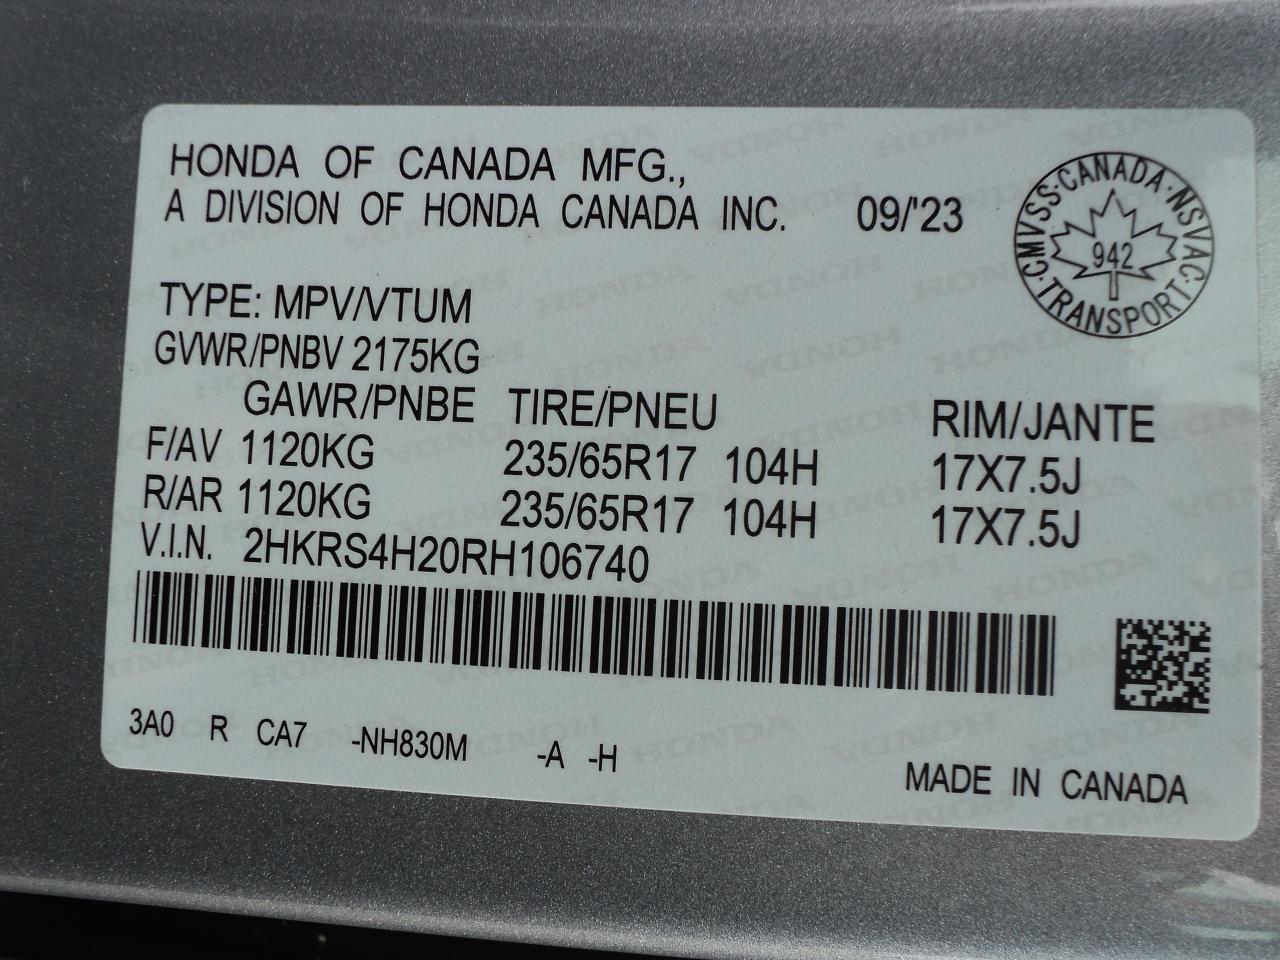 HONDA OF CANADA MFG.,
A DIVISION OF HONDA CANADA INC. 09/'23
CMVSS·CANADA·NSVAC·TRANSPORT·
942
TYPE: MPV/VTUM
GVWR/PNBV 2175KG
GAWR/PNBE TIRE/PNEU RIM/JANTE
F/AV 1120KG 235/65R17 104H 17X7.5J
R/AR 1120KG 235/65R17 104H 17X7.5J
V.I.N. 2HKRS4H20RH106740
3A0 R CA7 -NH830M -A -H
MADE IN CANADA